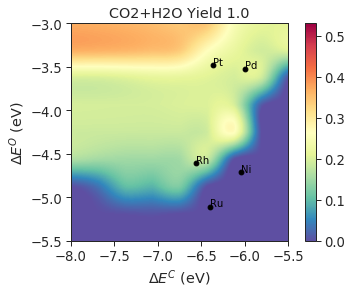 CO2+H2O Yield 1.0
−3.0
−3.5
−4.0
−4.5
−5.0
−5.5
ΔE^O (eV)
Pt
Pd
Rh
Ni
Ru
−8.0 −7.5 −7.0 −6.5 −6.0 −5.5
ΔE^C (eV)
0.5
0.4
0.3
0.2
0.1
0.0